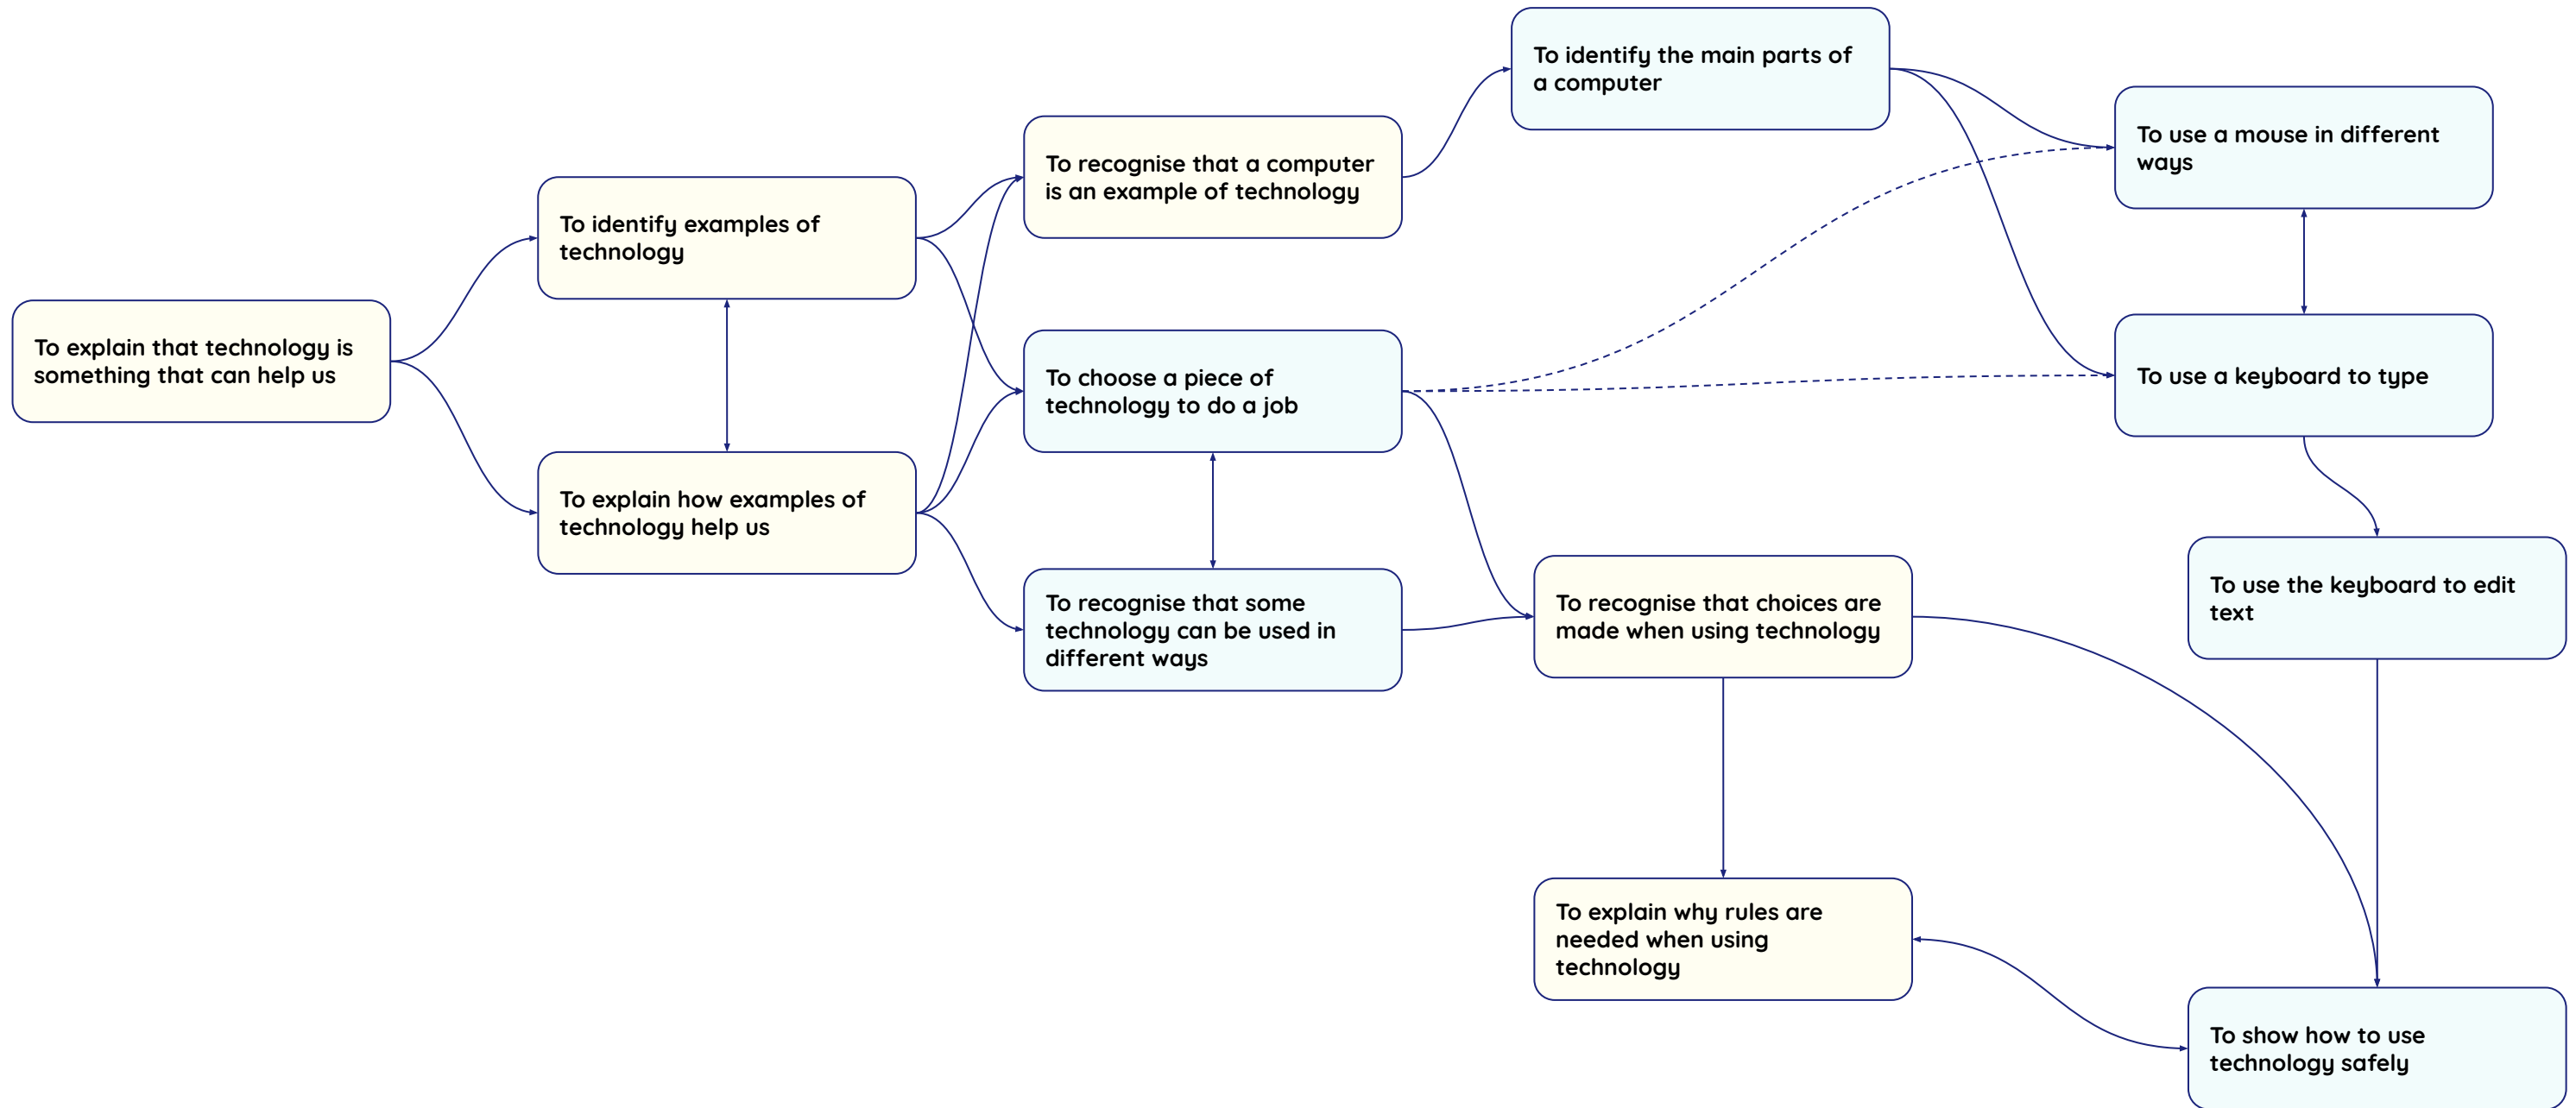 To explain that technology is
something that can help us
To identify examples of
technology
To explain how examples of
technology help us
To recognise that a computer
is an example of technology
To choose a piece of
technology to do a job
To recognise that some
technology can be used in
different ways
To identify the main parts of
a computer
To recognise that choices are
made when using technology
To explain why rules are
needed when using
technology
To use a mouse in different
ways
To use a keyboard to type
To use the keyboard to edit
text
To show how to use
technology safely